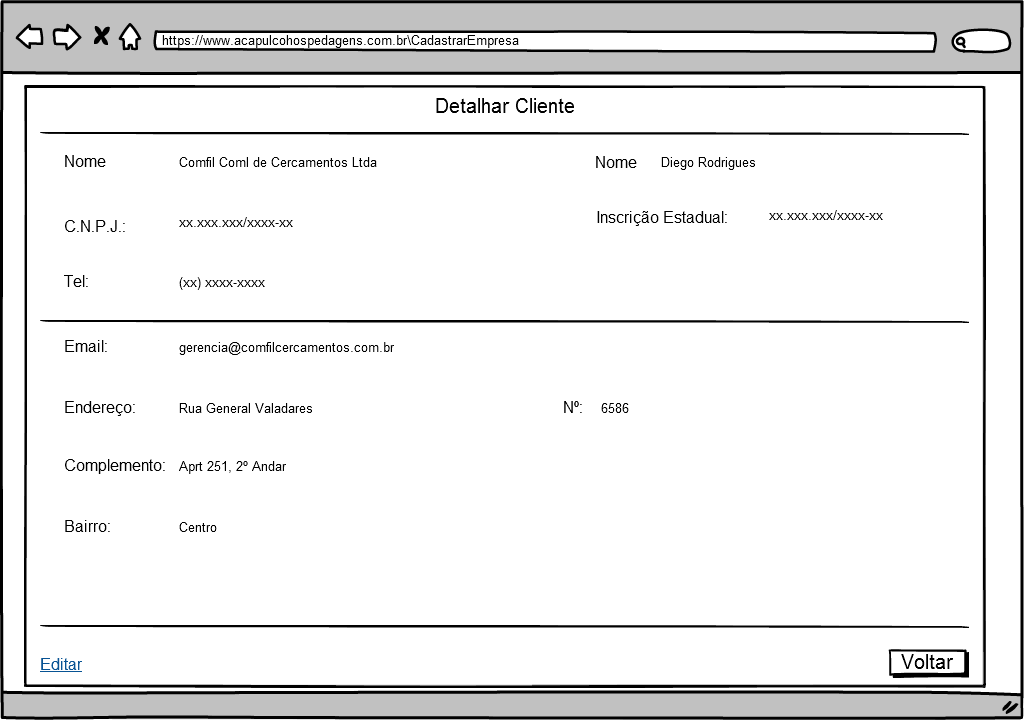 https://www.acapulcohospedagens.com.br\CadastrarEmpresa
Detalhar Cliente
Nome Comfil Coml de Cercamentos Ltda Nome Diego Rodrigues
C.N.P.J.: xx.xxx.xxx/xxxx-xx Inscrição Estadual: xx.xxx.xxx/xxxx-xx
Tel: (xx) xxxx-xxxx
Email: gerencia@comfilcercamentos.com.br
Endereço: Rua General Valadares Nº: 6586
Complemento: Aprt 251, 2º Andar
Bairro: Centro
Editar Voltar